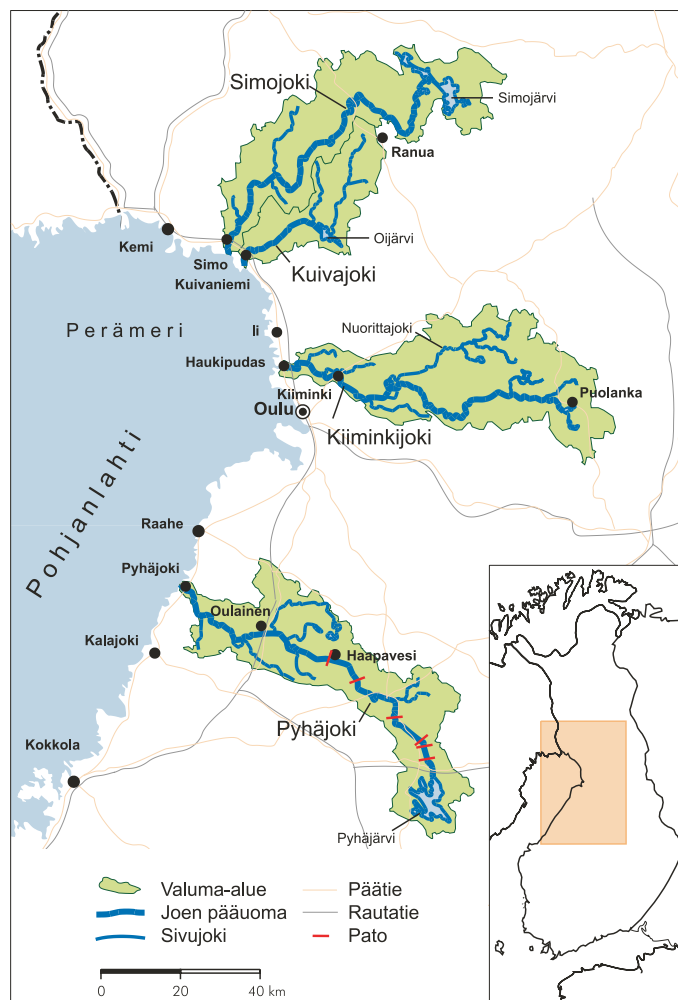 Simojoki
Simojärvi
Ranua
Kemi
Oijärvi
Simo
Kuivajoki
Kuivaniemi
Perämeri
Ii
Nuorittajoki
Haukipudas
Kiiminki
Puolanka
Oulu
Kiiminkijoki
Pohjanlahti
Raahe
Pyhäjoki
Oulainen
Kalajoki
Haapavesi
Pyhäjoki
Kokkola
Pyhäjärvi
Valuma-alue
Päätie
Joen pääuoma
Rautatie
Sivujoki
Pato
0 20 40 km